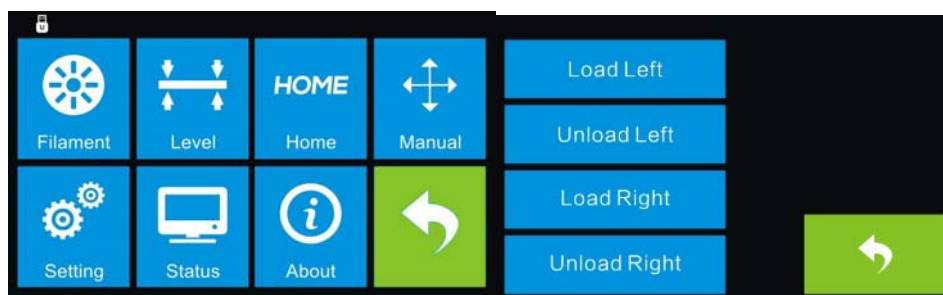 Filament
Level
HOME
Home
Manual
Setting
Status
i
About
Load Left
Unload Left
Load Right
Unload Right